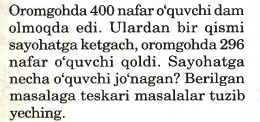 Oromgohda 400 nafar o‘quvchi dam
olmoqda edi. Ulardan bir qismi
sayohatga ketgach, oromgohda 296
nafar o‘quvchi qoldi. Sayohatga
necha o‘quvchi jo‘nagan? Berilgan
masalaga teskari masalalar tuzib
yeching.